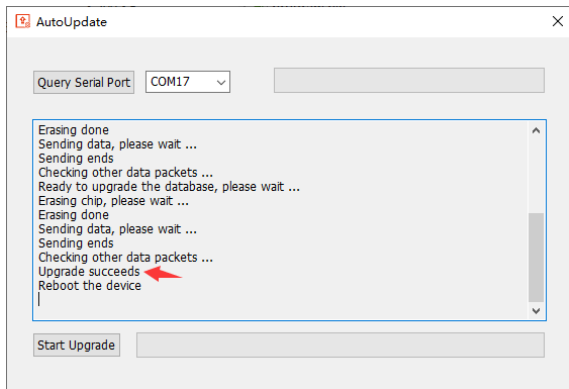 AutoUpdate
Query Serial Port
COM17
Erasing done
Sending data, please wait ...
Sending ends
Checking other data packets ...
Ready to upgrade the database, please wait ...
Erasing chip, please wait ...
Erasing done
Sending data, please wait ...
Sending ends
Checking other data packets ...
Upgrade succeeds
Reboot the device
Start Upgrade